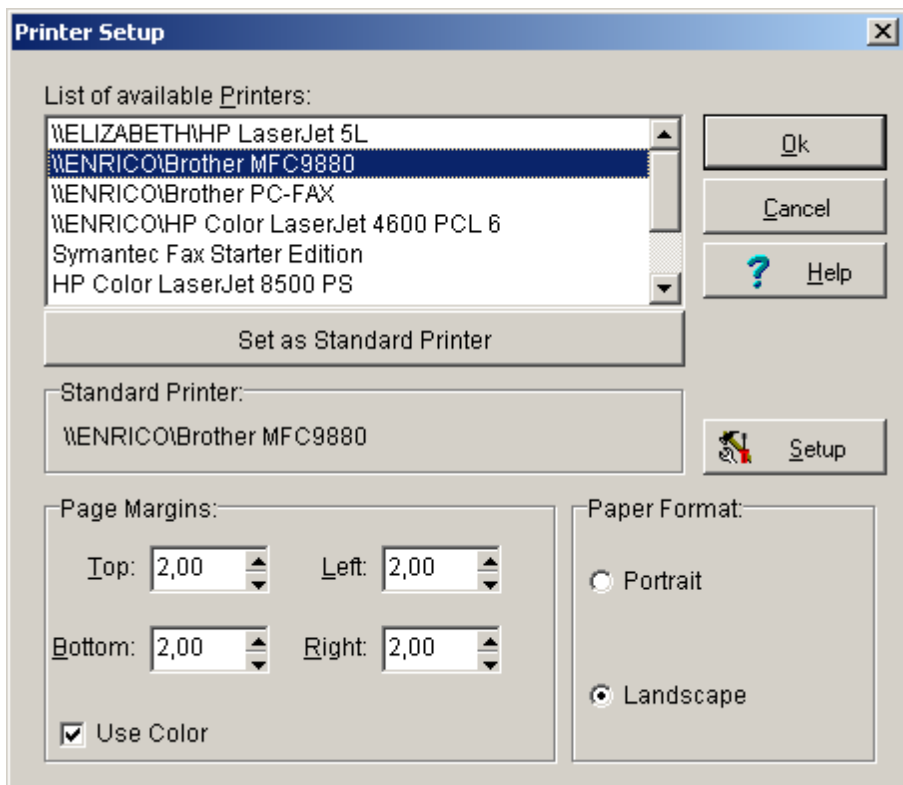 Printer Setup
List of available Printers:
\\ELIZABETH\HP LaserJet 5L
\\ENRICO\Brother MFC9880
\\ENRICO\Brother PC-FAX
\\ENRICO\HP Color LaserJet 4600 PCL 6
Symantec Fax Starter Edition
HP Color LaserJet 8500 PS
Ok
Cancel
? Help
Set as Standard Printer
Standard Printer:
\\ENRICO\Brother MFC9880
Setup
Page Margins:
Top: 2,00 Left: 2,00
Bottom: 2,00 Right: 2,00
Use Color
Paper Format:
Portrait
Landscape